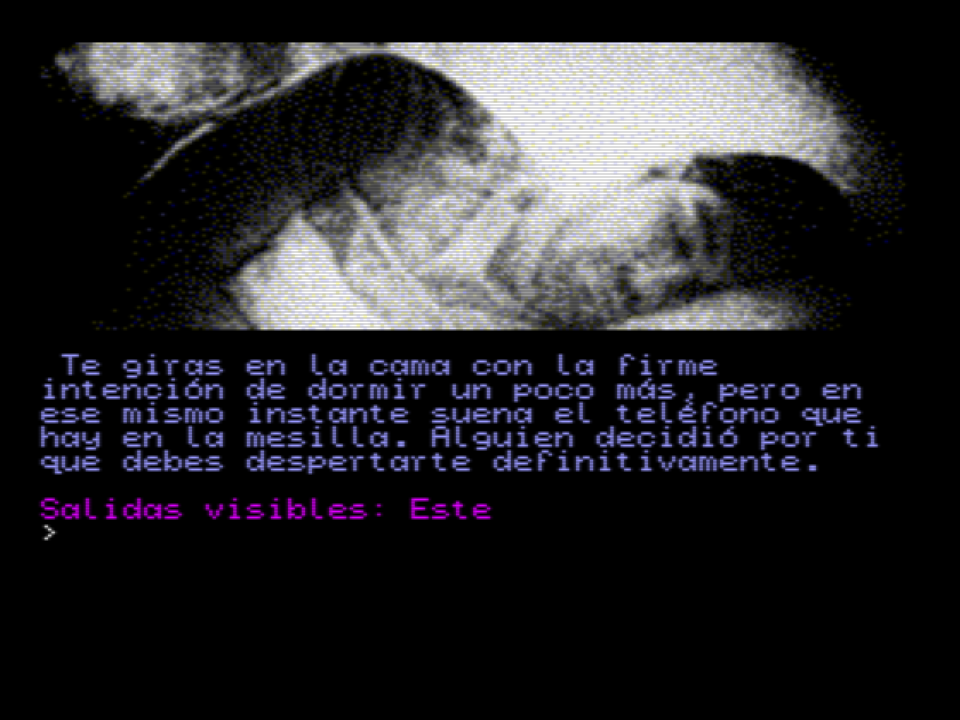 Te giras en la cama con la firme
intención de dormir un poco más, pero en
ese mismo instante suena el teléfono que
hay en la mesilla. Alguien decidió por ti
que debes despertarte definitivamente.
Salidas visibles: Este
>